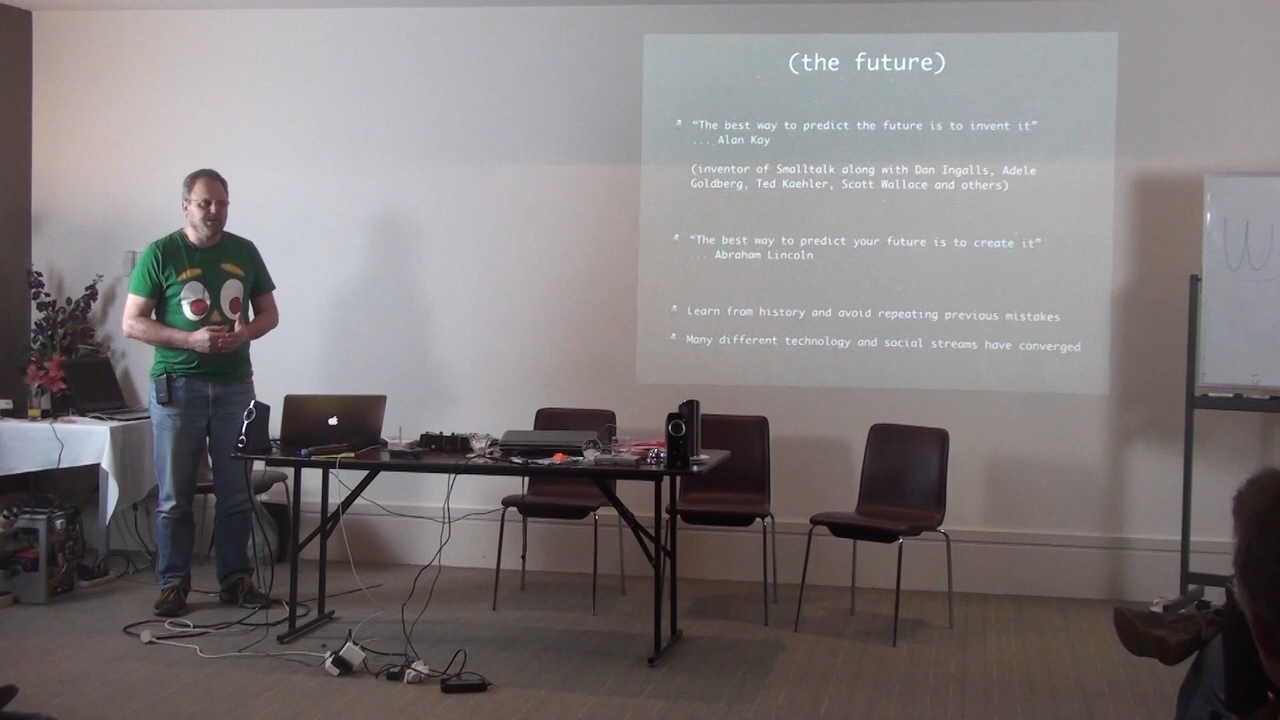 (the future)
“The best way to predict the future is to invent it”
... Alan Kay
(inventor of Smalltalk along with Dan Ingalls, Adele
Goldberg, Ted Kaehler, Scott Wallace and others)
“The best way to predict your future is to create it”
... Abraham Lincoln
Learn from history and avoid repeating previous mistakes
Many different technology and social streams have converged